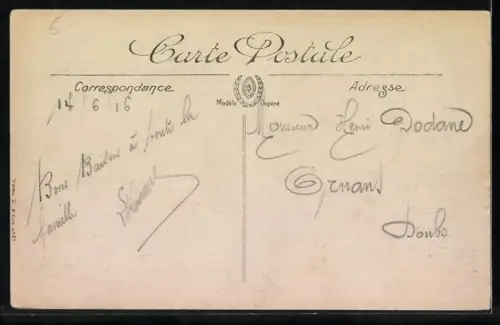 6
Carte Postale
Correspondance
Adresse
Modèle Déposé
14 6 16
Bons Baisers à toute la
famille
Monsieur Henri Dodane
Ornans
Doubs